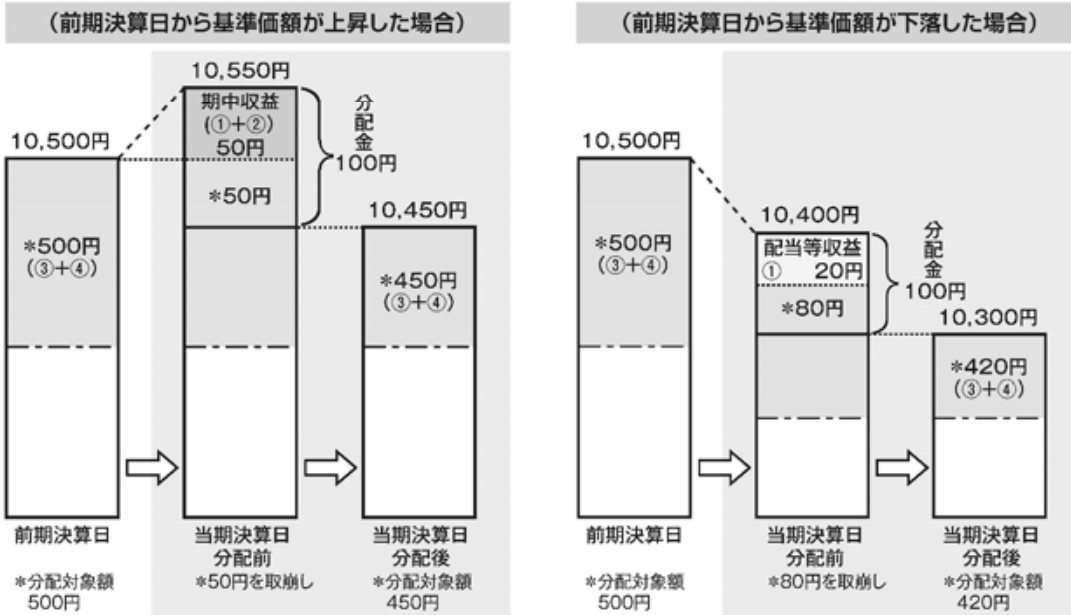 (前期決算日から基準価額が上昇した場合)
10,500円
*500円
(③+④)
前期決算日
*分配対象額
500円
10,550円
期中収益
(①+②)
50円
*50円
分配金
100円
当期決算日
分配前
*50円を取崩し
10,450円
*450円
(③+④)
当期決算日
分配後
*分配対象額
450円
(前期決算日から基準価額が下落した場合)
10,500円
*500円
(③+④)
前期決算日
*分配対象額
500円
10,400円
配当等収益
① 20円
*80円
分配金
100円
当期決算日
分配前
*80円を取崩し
10,300円
*420円
(③+④)
当期決算日
分配後
*分配対象額
420円